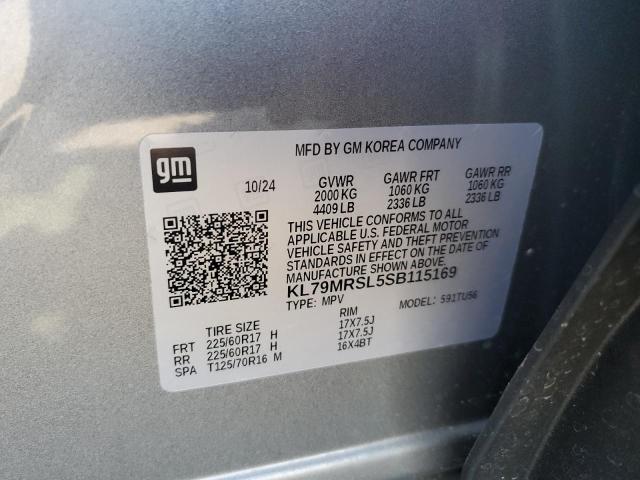 gm
MFD BY GM KOREA COMPANY
10/24 GVWR GAWR FRT GAWR RR
2000 KG 1060 KG 1060 KG
4409 LB 2336 LB 2336 LB
THIS VEHICLE CONFORMS TO ALL
APPLICABLE U.S. FEDERAL MOTOR
VEHICLE SAFETY AND THEFT PREVENTION
STANDARDS IN EFFECT ON THE DATE OF
MANUFACTURE SHOWN ABOVE.
KL79MRSL5SB115169
TYPE: MPV MODEL: 591TU56
TIRE SIZE RIM
FRT 225/60R17 H 17X7.5J
RR 225/60R17 H 17X7.5J
SPA T125/70R16 M 16X4BT